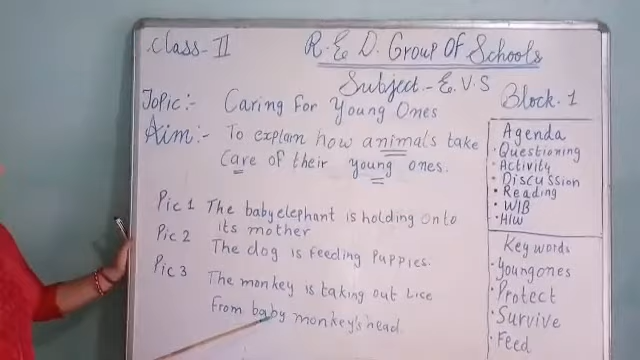 Class-II
R.E.D. Group Of Schools
Subject- E.V.S
Block-1
Topic:- Caring For Young Ones
Aim:- To explain how animals take
care of their young ones.
Pic 1 The baby elephant is holding onto
its mother
Pic 2 The dog is feeding puppies.
Pic 3 The monkey is taking out lice
from baby monkey's head.
Agenda
• Questioning
• Activity
• Discussion
• Reading
• WIB
• HIW
Key words
• Young ones
• Protect
• Survive
• Feed